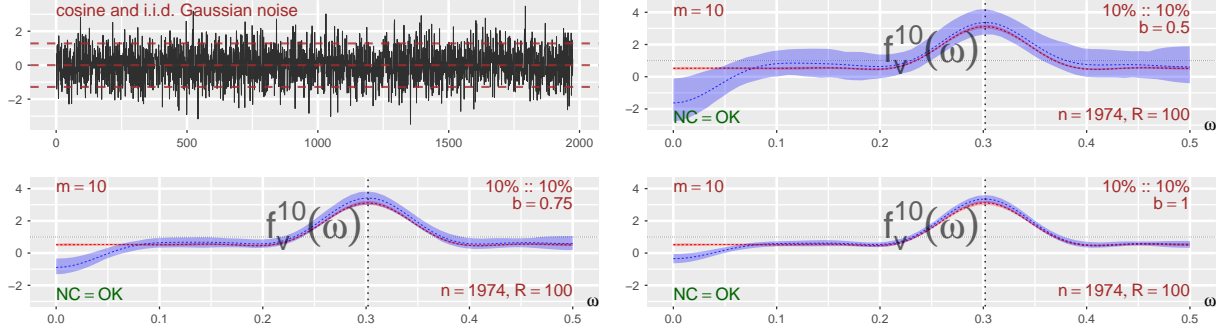 cosine and i.i.d. Gaussian noise
2
0
−2
0
500
1000
1500
2000
m = 10
10% :: 10%
b = 0.5
4
2
0
−2
f_v^10(ω)
NC = OK
n = 1974, R = 100
0.0
0.1
0.2
0.3
0.4
0.5
ω
m = 10
10% :: 10%
b = 0.75
4
2
0
−2
f_v^10(ω)
NC = OK
n = 1974, R = 100
0.0
0.1
0.2
0.3
0.4
0.5
ω
m = 10
10% :: 10%
b = 1
4
2
0
−2
f_v^10(ω)
NC = OK
n = 1974, R = 100
0.0
0.1
0.2
0.3
0.4
0.5
ω